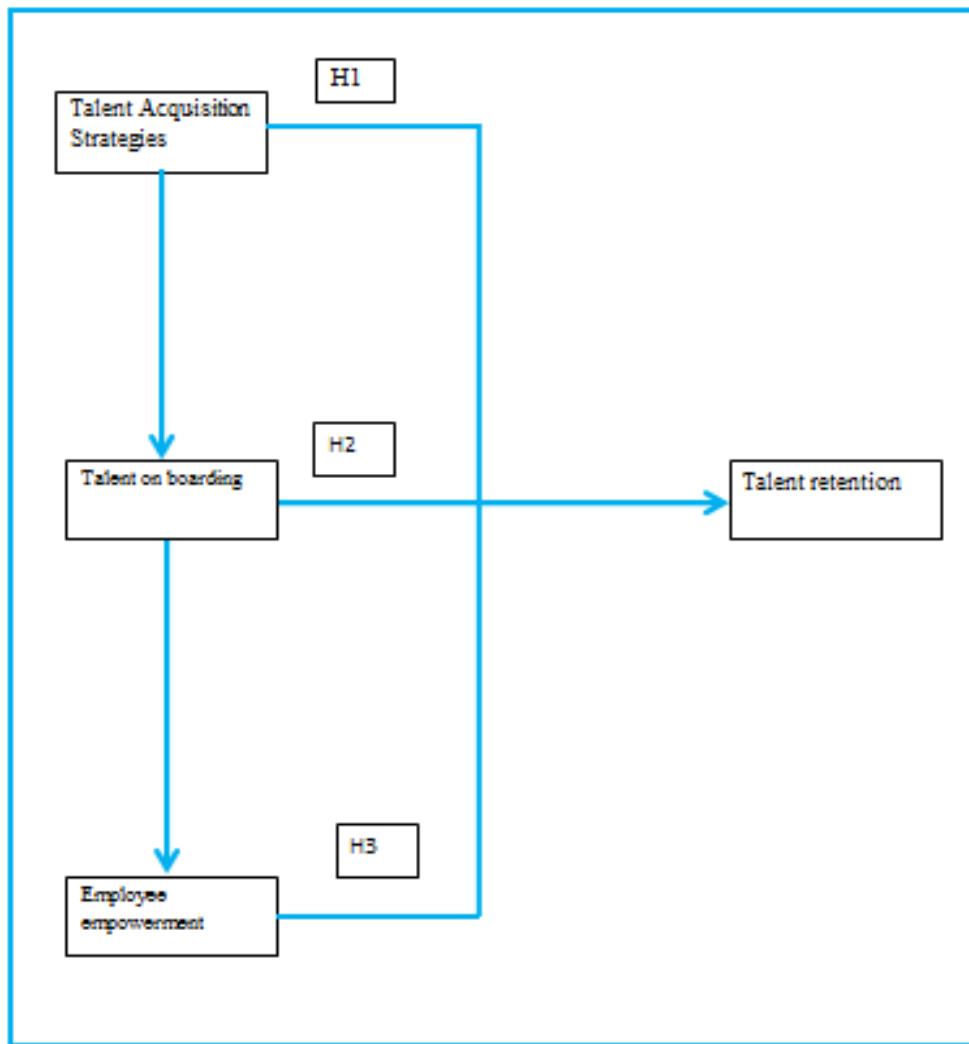 H1
Talent Acquisition
Strategies
H2
Talent on boarding
Talent retention
H3
Employee
empowerment